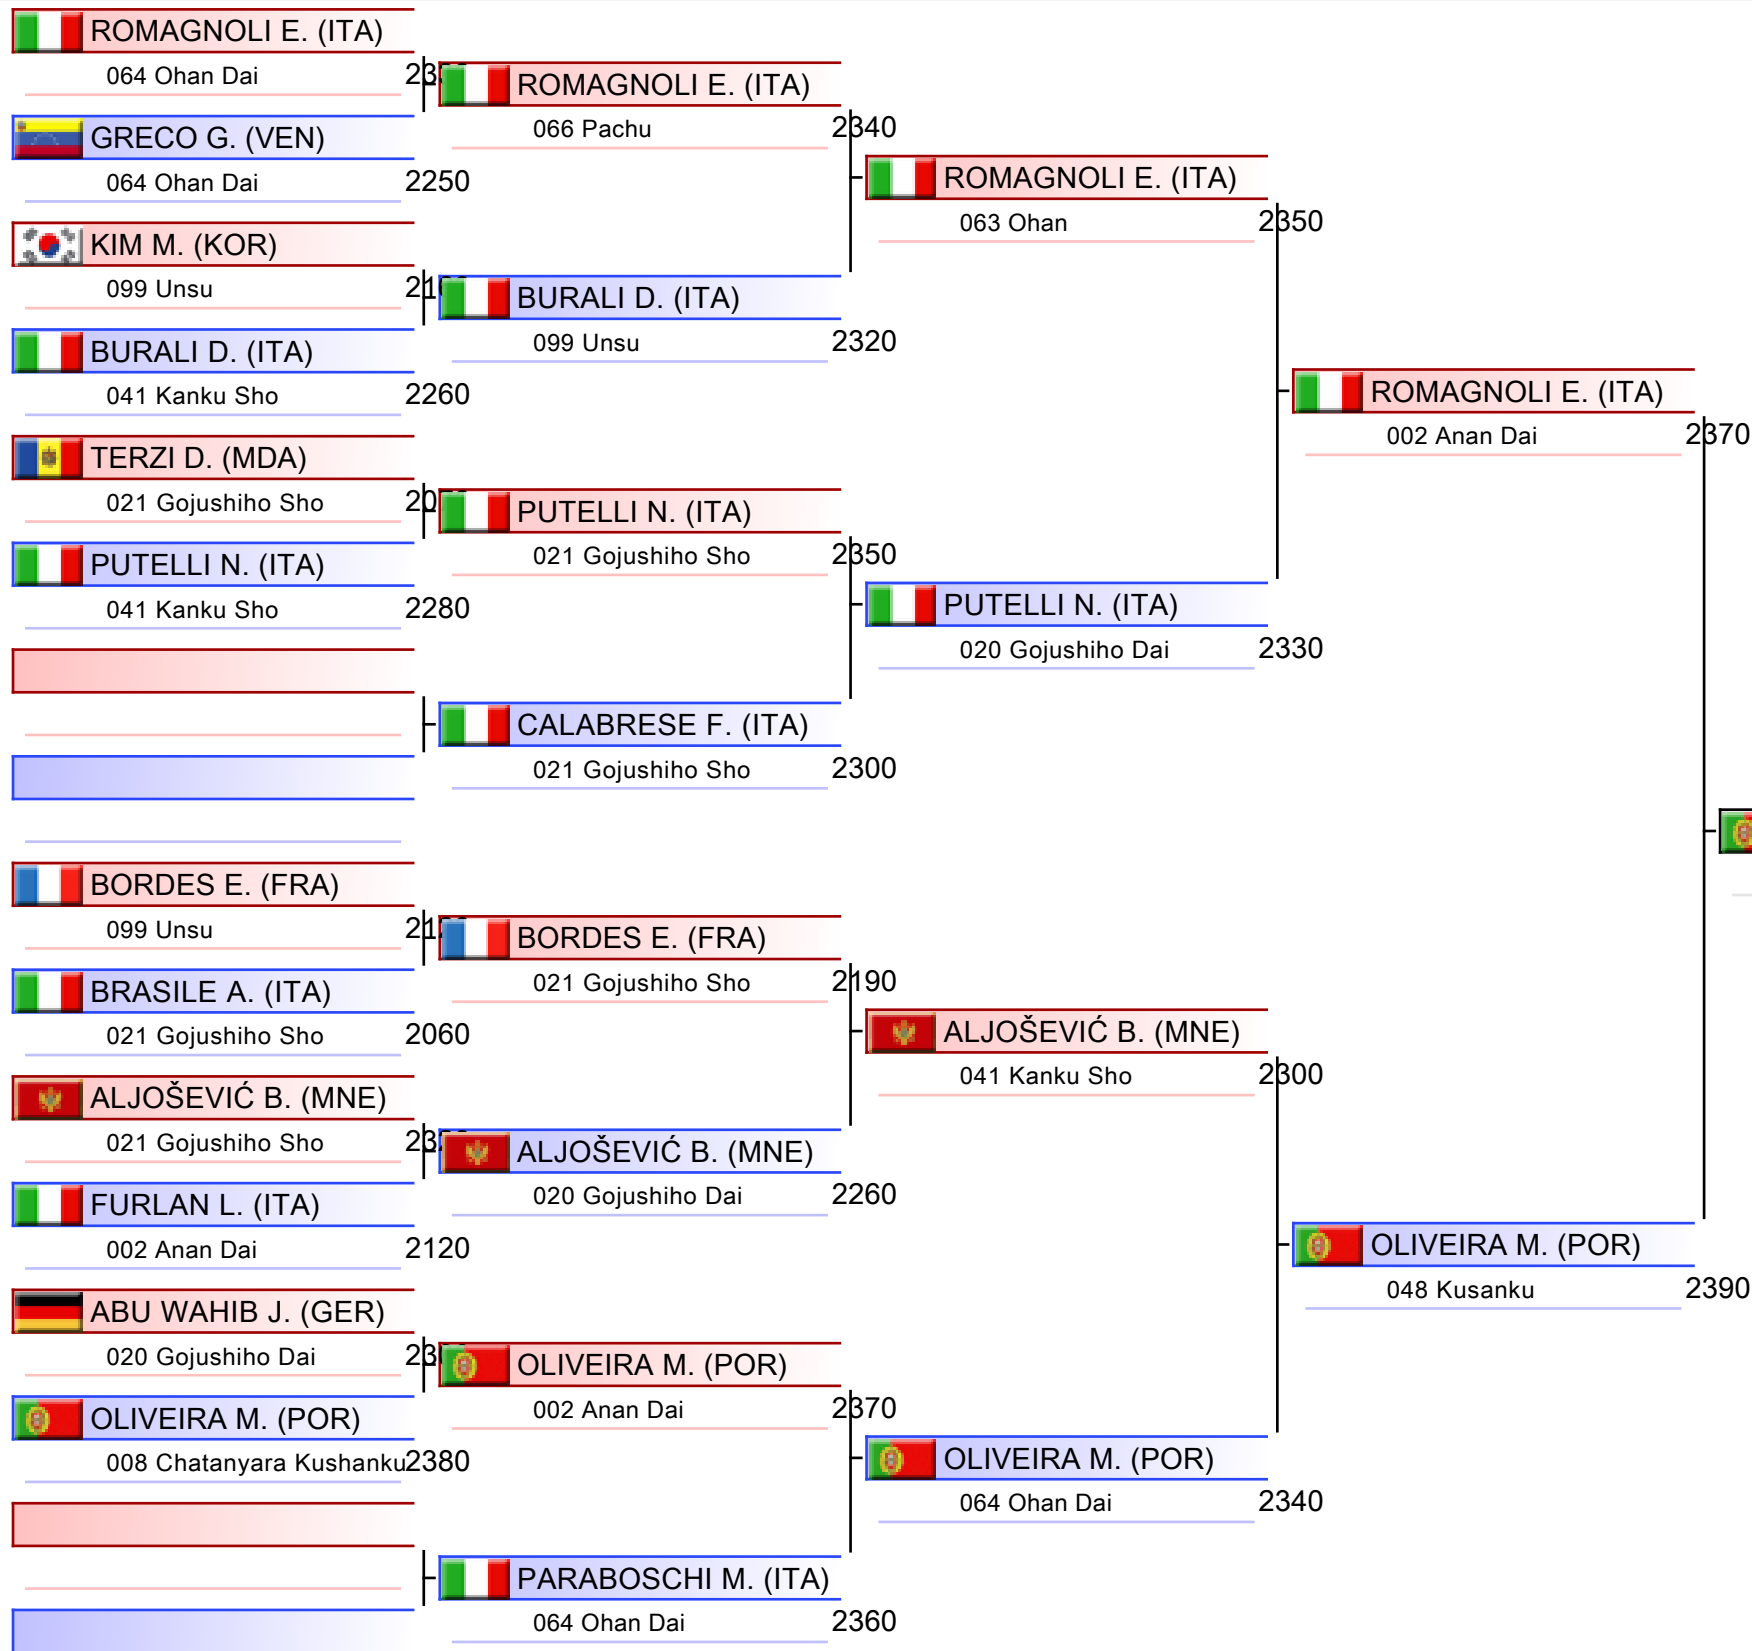 ROMAGNOLI E. (ITA)
064 Ohan Dai
GRECO G. (VEN)
064 Ohan Dai 2250
KIM M. (KOR)
099 Unsu
BURALI D. (ITA)
041 Kanku Sho 2260
TERZI D. (MDA)
021 Gojushiho Sho
PUTELLI N. (ITA)
041 Kanku Sho 2280
BORDES E. (FRA)
099 Unsu
BRASILE A. (ITA)
021 Gojushiho Sho 2060
ALJOŠEVIĆ B. (MNE)
021 Gojushiho Sho
FURLAN L. (ITA)
002 Anan Dai 2120
ABU WAHIB J. (GER)
020 Gojushiho Dai
OLIVEIRA M. (POR)
008 Chatanyara Kushanku 2380
ROMAGNOLI E. (ITA)
066 Pachu 2340
BURALI D. (ITA)
099 Unsu 2320
PUTELLI N. (ITA)
021 Gojushiho Sho 2350
CALABRESE F. (ITA)
021 Gojushiho Sho 2300
BORDES E. (FRA)
021 Gojushiho Sho 2190
ALJOŠEVIĆ B. (MNE)
020 Gojushiho Dai 2260
OLIVEIRA M. (POR)
002 Anan Dai 2370
PARABOSCHI M. (ITA)
064 Ohan Dai 2360
ROMAGNOLI E. (ITA)
063 Ohan 2350
PUTELLI N. (ITA)
020 Gojushiho Dai 2330
ALJOŠEVIĆ B. (MNE)
041 Kanku Sho 2300
OLIVEIRA M. (POR)
064 Ohan Dai 2340
ROMAGNOLI E. (ITA)
002 Anan Dai 2370
OLIVEIRA M. (POR)
048 Kusanku 2390